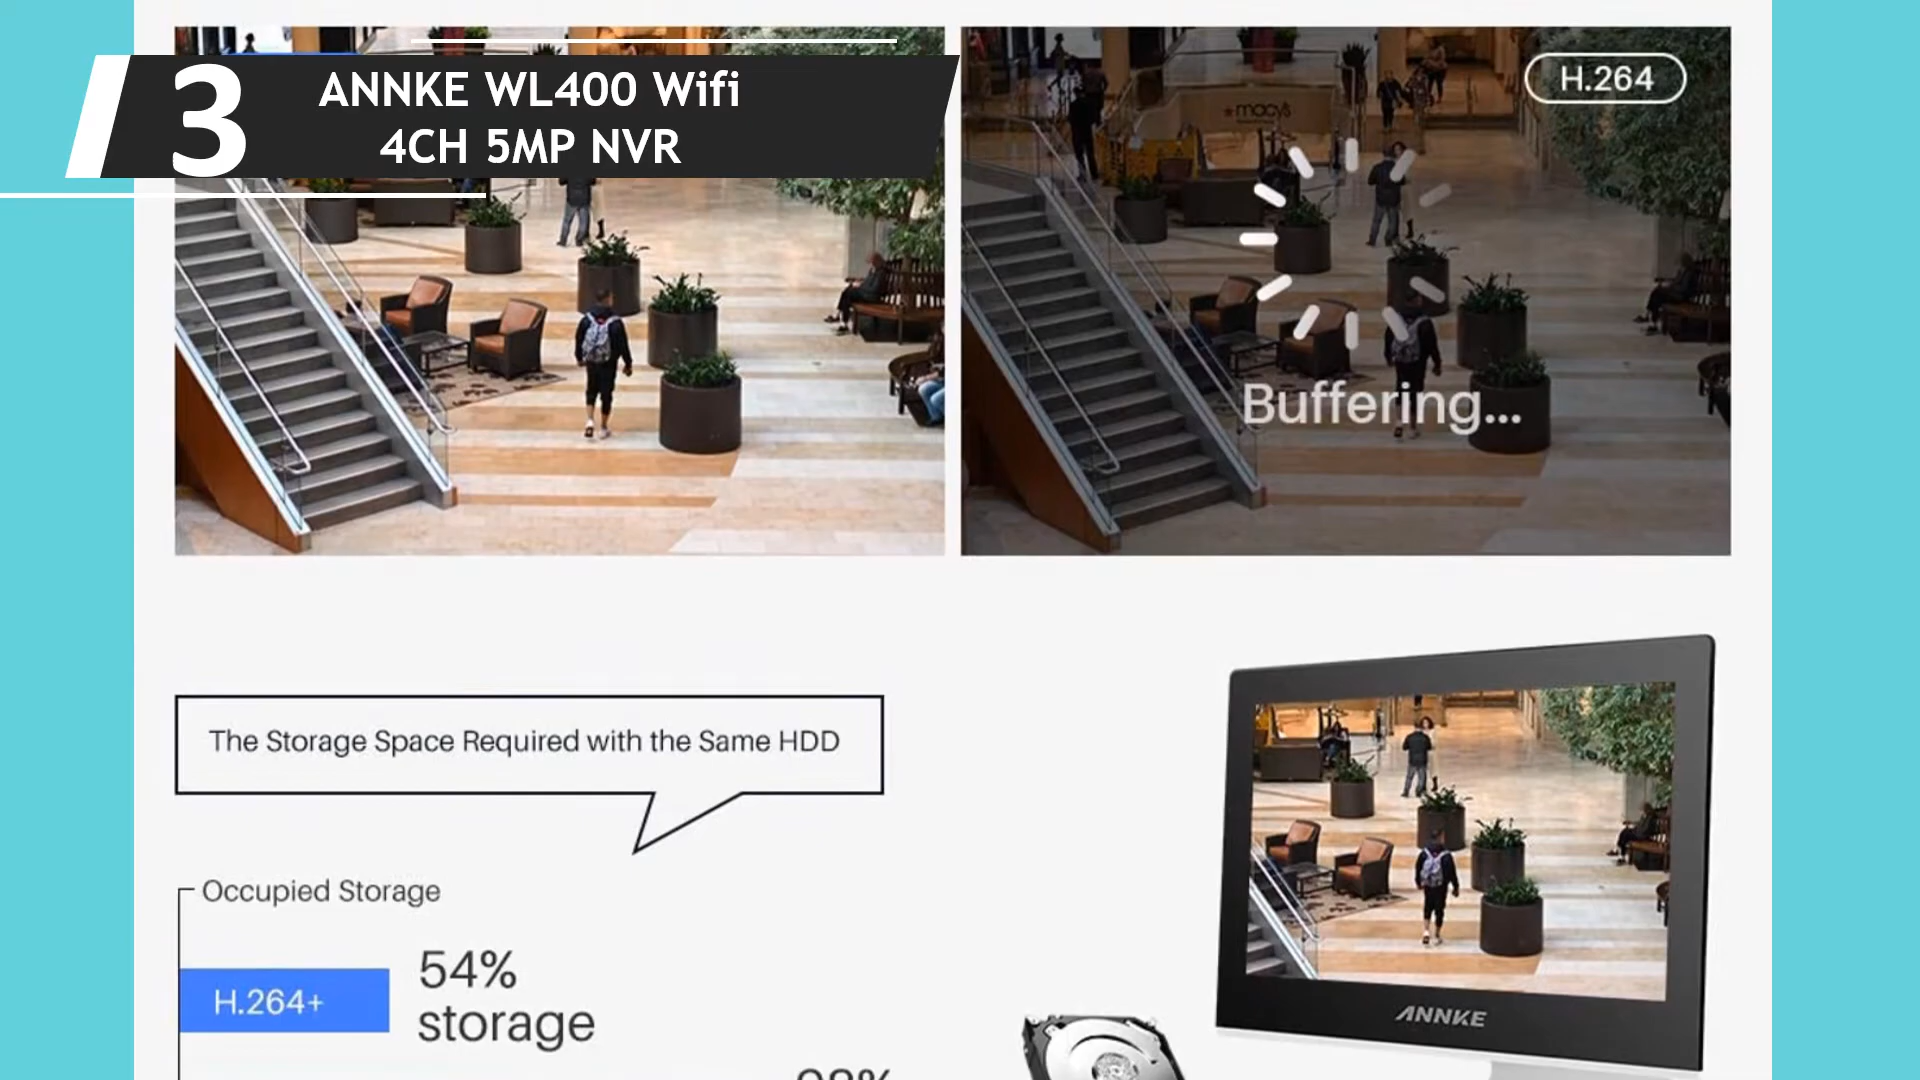 3
ANNKE WL400 Wifi
4CH 5MP NVR
H.264
★macy's
Buffering...
The Storage Space Required with the Same HDD
Occupied Storage
H.264+
54%
storage
ANNKE